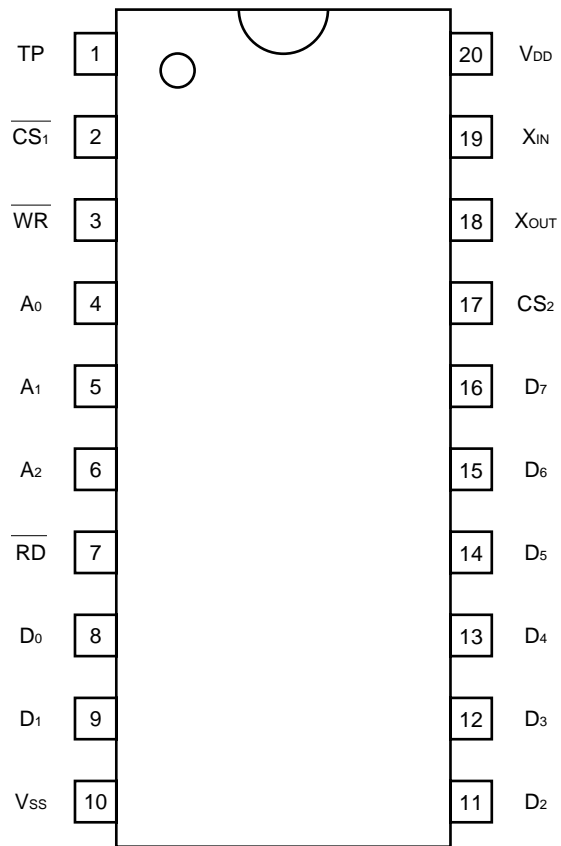 TP 1 20 VDD
CS1 2 19 XIN
WR 3 18 XOUT
A0 4 17 CS2
A1 5 16 D7
A2 6 15 D6
RD 7 14 D5
D0 8 13 D4
D1 9 12 D3
VSS 10 11 D2